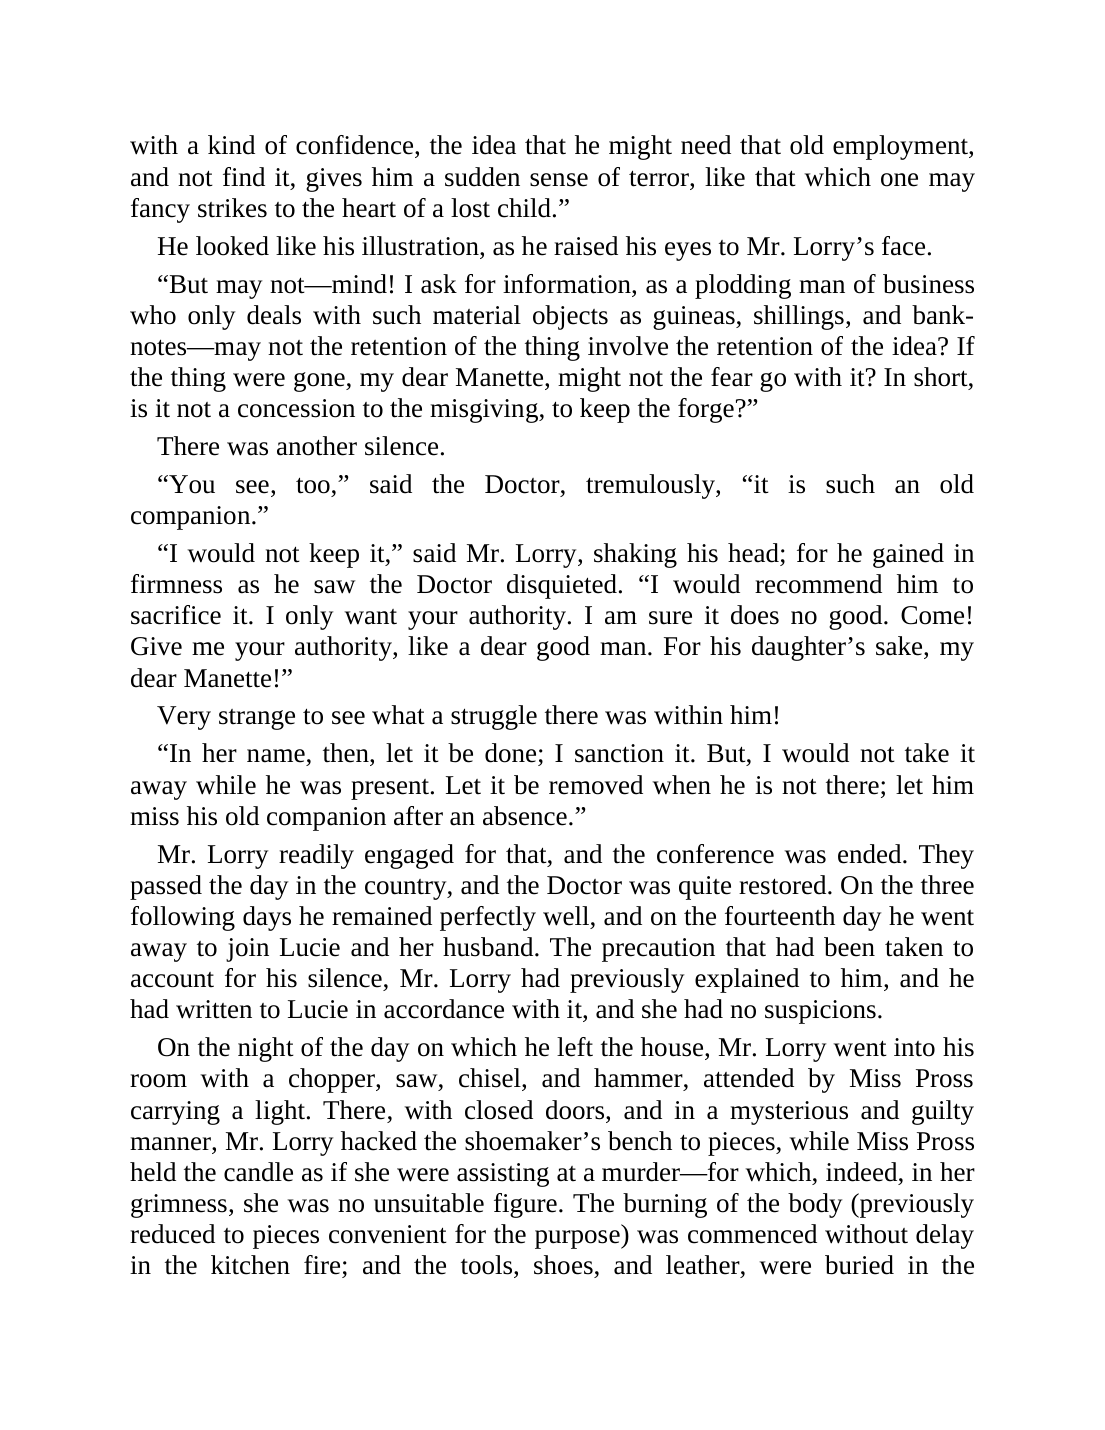 with a kind of confidence, the idea that he might need that old employment,
and not find it, gives him a sudden sense of terror, like that which one may
fancy strikes to the heart of a lost child.”
He looked like his illustration, as he raised his eyes to Mr. Lorry’s face.
“But may not—mind! I ask for information, as a plodding man of business
who only deals with such material objects as guineas, shillings, and bank-
notes—may not the retention of the thing involve the retention of the idea? If
the thing were gone, my dear Manette, might not the fear go with it? In short,
is it not a concession to the misgiving, to keep the forge?”
There was another silence.
“You see, too,” said the Doctor, tremulously, “it is such an old
companion.”
“I would not keep it,” said Mr. Lorry, shaking his head; for he gained in
firmness as he saw the Doctor disquieted. “I would recommend him to
sacrifice it. I only want your authority. I am sure it does no good. Come!
Give me your authority, like a dear good man. For his daughter’s sake, my
dear Manette!”
Very strange to see what a struggle there was within him!
“In her name, then, let it be done; I sanction it. But, I would not take it
away while he was present. Let it be removed when he is not there; let him
miss his old companion after an absence.”
Mr. Lorry readily engaged for that, and the conference was ended. They
passed the day in the country, and the Doctor was quite restored. On the three
following days he remained perfectly well, and on the fourteenth day he went
away to join Lucie and her husband. The precaution that had been taken to
account for his silence, Mr. Lorry had previously explained to him, and he
had written to Lucie in accordance with it, and she had no suspicions.
On the night of the day on which he left the house, Mr. Lorry went into his
room with a chopper, saw, chisel, and hammer, attended by Miss Pross
carrying a light. There, with closed doors, and in a mysterious and guilty
manner, Mr. Lorry hacked the shoemaker’s bench to pieces, while Miss Pross
held the candle as if she were assisting at a murder—for which, indeed, in her
grimness, she was no unsuitable figure. The burning of the body (previously
reduced to pieces convenient for the purpose) was commenced without delay
in the kitchen fire; and the tools, shoes, and leather, were buried in the